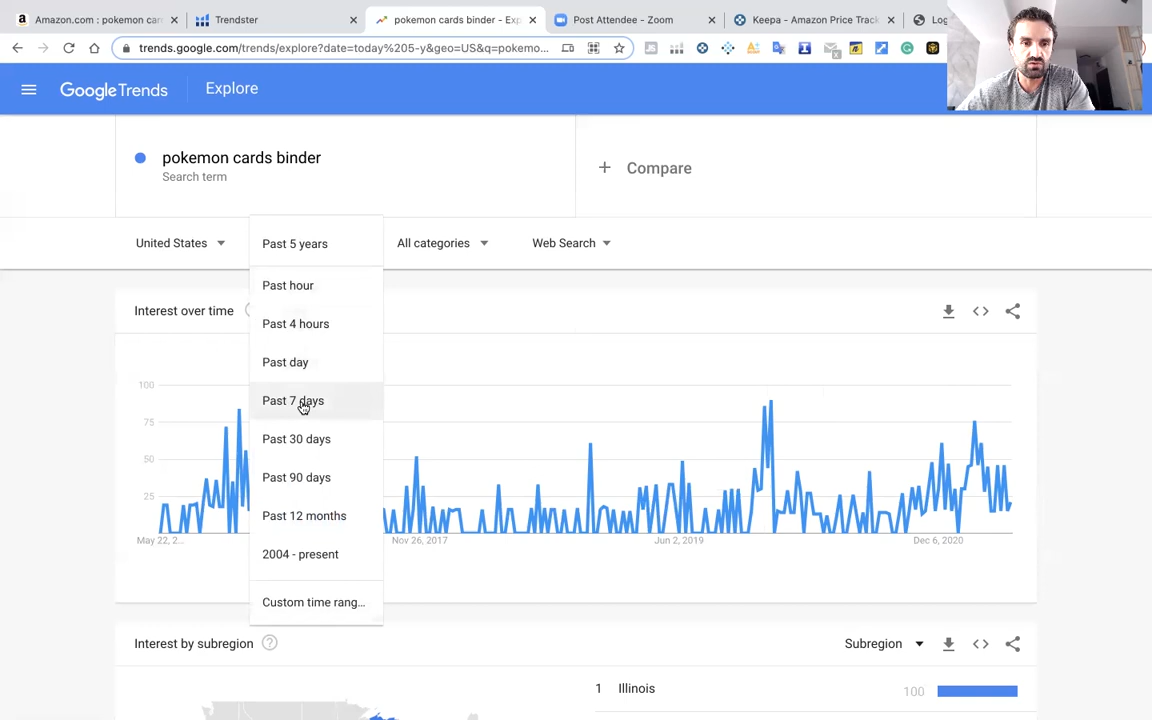 Amazon.com : pokemon car
Trendster
pokemon cards binder - Exp
Post Attendee - Zoom
Keepa - Amazon Price Track
Log
trends.google.com/trends/explore?date=today%205-y&geo=US&q=pokemo...
Google Trends
Explore
pokemon cards binder
Search term
+ Compare
United States
Past 5 years
All categories
Web Search
Past hour
Past 4 hours
Past day
Past 7 days
Past 30 days
Past 90 days
Past 12 months
2004 - present
Custom time rang...
Interest over time
100
75
50
25
May 22, 2...
Nov 26, 2017
Jun 2, 2019
Dec 6, 2020
Interest by subregion
Subregion
1 Illinois
100